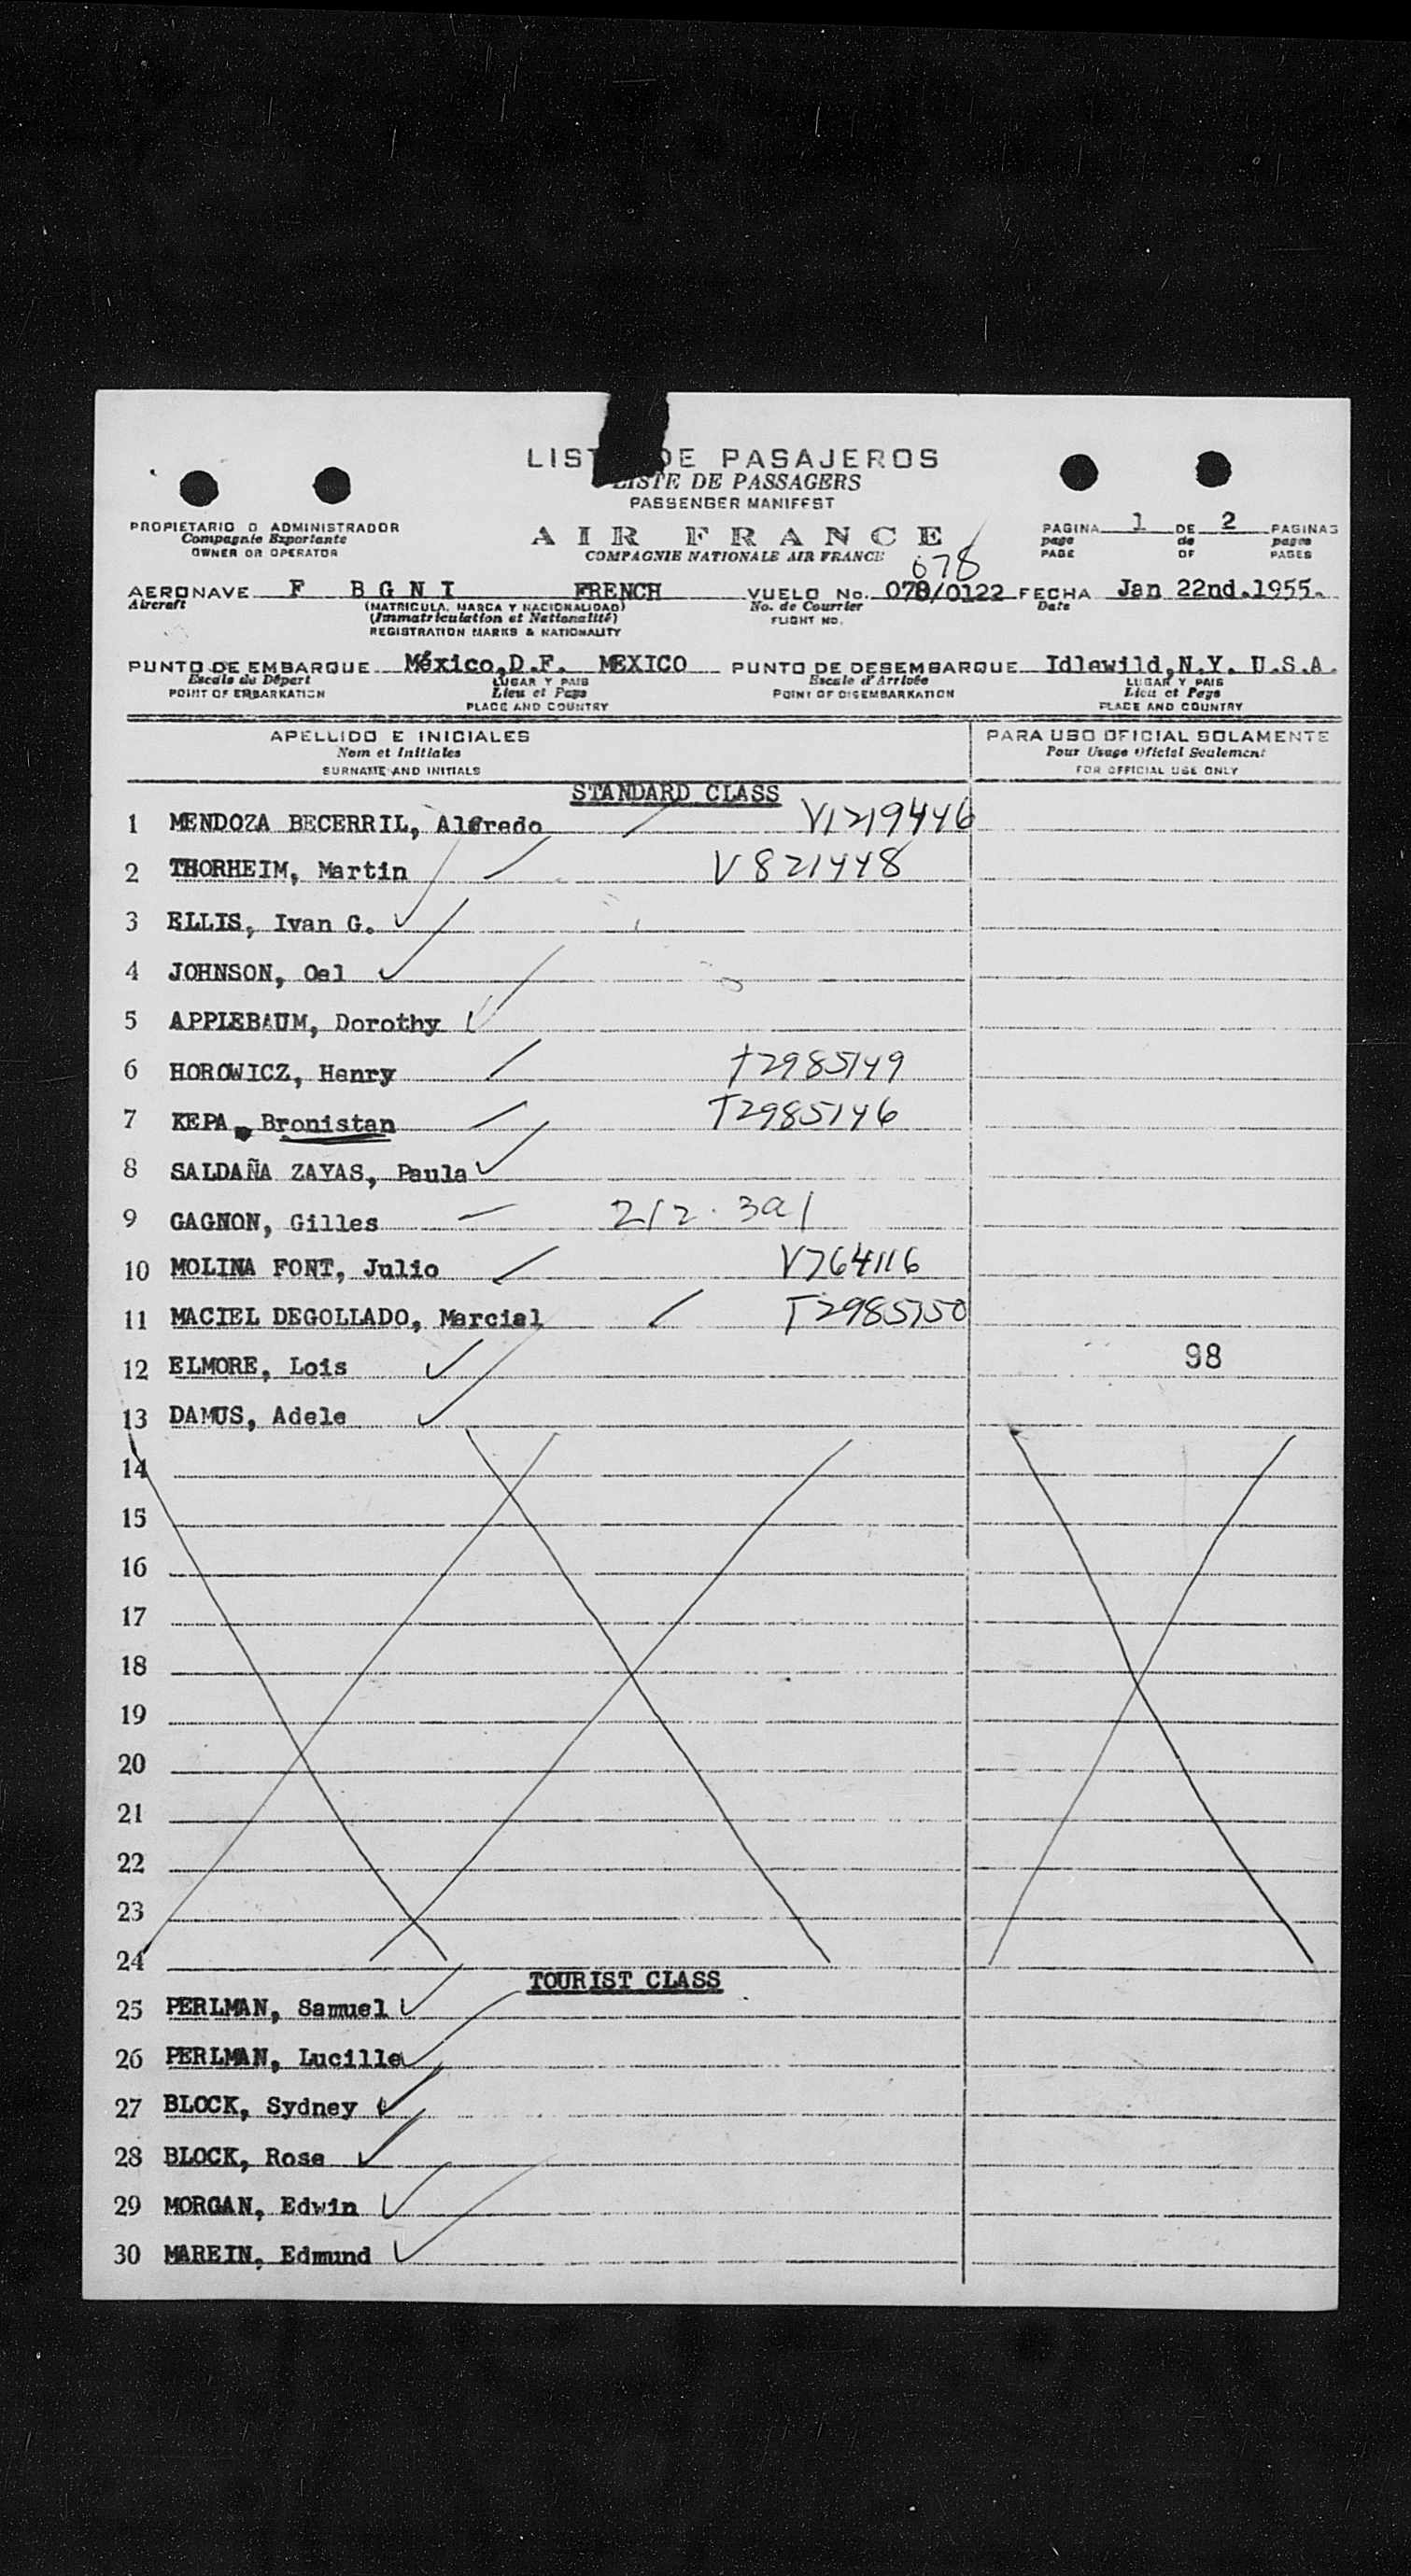 LISTA DE PASAJEROS
LISTE DE PASSAGERS
PASSENGER MANIFEST
PROPIETARIO O ADMINISTRADOR
Compagnie Exportante
OWNER OR OPERATOR
AIR FRANCE
COMPAGNIE NATIONALE AIR FRANCE
PAGINA 1 DE 2 PAGINAS
page de pages
PAGE OF PAGES
078
AERONAVE F BGNI FRENCH VUELO No. 078/0122 FECHA Jan 22nd.1955.
Aircraft (MATRICULA, MARCA Y NACIONALIDAD) No. de Courrier Date
(Immatriculation et Nationalité) FLIGHT NO.
REGISTRATION MARKS & NATIONALITY
PUNTO DE EMBARQUE México,D.F. MEXICO PUNTO DE DESEMBARQUE Idlewild,N.Y. U.S.A.
Escale de Départ LUGAR Y PAIS Escale d'Arrivée LUGAR Y PAIS
POINT OF EMBARKATION Lieu et Pays POINT OF DISEMBARKATION Lieu et Pays
PLACE AND COUNTRY PLACE AND COUNTRY
APELLIDO E INICIALES PARA USO OFICIAL SOLAMENTE
Nom et Initiales Pour Usage Officiel Seulement
SURNAME AND INITIALS FOR OFFICIAL USE ONLY
STANDARD CLASS
1 MENDOZA BECERRIL, Alfredo V1219446
2 THORHEIM, Martin V821448
3 ELLIS, Ivan G.
4 JOHNSON, Oel
5 APPLEBAUM, Dorothy
6 HOROWICZ, Henry T2985149
7 KEPA, Bronistan T2985146
8 SALDAÑA ZAYAS, Paula
9 GAGNON, Gilles 212.3a1
10 MOLINA FONT, Julio V764116
11 MACIEL DEGOLLADO, Marcial T2985150
12 ELMORE, Lois 98
13 DAMUS, Adele
14
15
16
17
18
19
20
21
22
23
24
TOURIST CLASS
25 PERLMAN, Samuel
26 PERLMAN, Lucille
27 BLOCK, Sydney
28 BLOCK, Rose
29 MORGAN, Edwin
30 MAREIN, Edmund